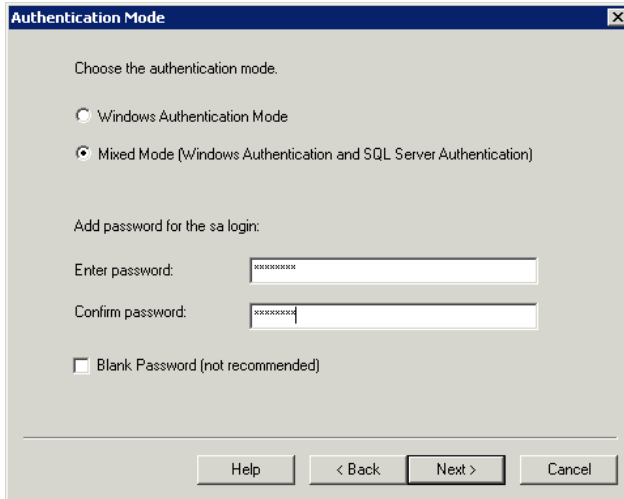 Authentication Mode
Choose the authentication mode.
Windows Authentication Mode
Mixed Mode (Windows Authentication and SQL Server Authentication)
Add password for the sa login:
Enter password: ********
Confirm password: ********
Blank Password (not recommended)
Help < Back Next > Cancel